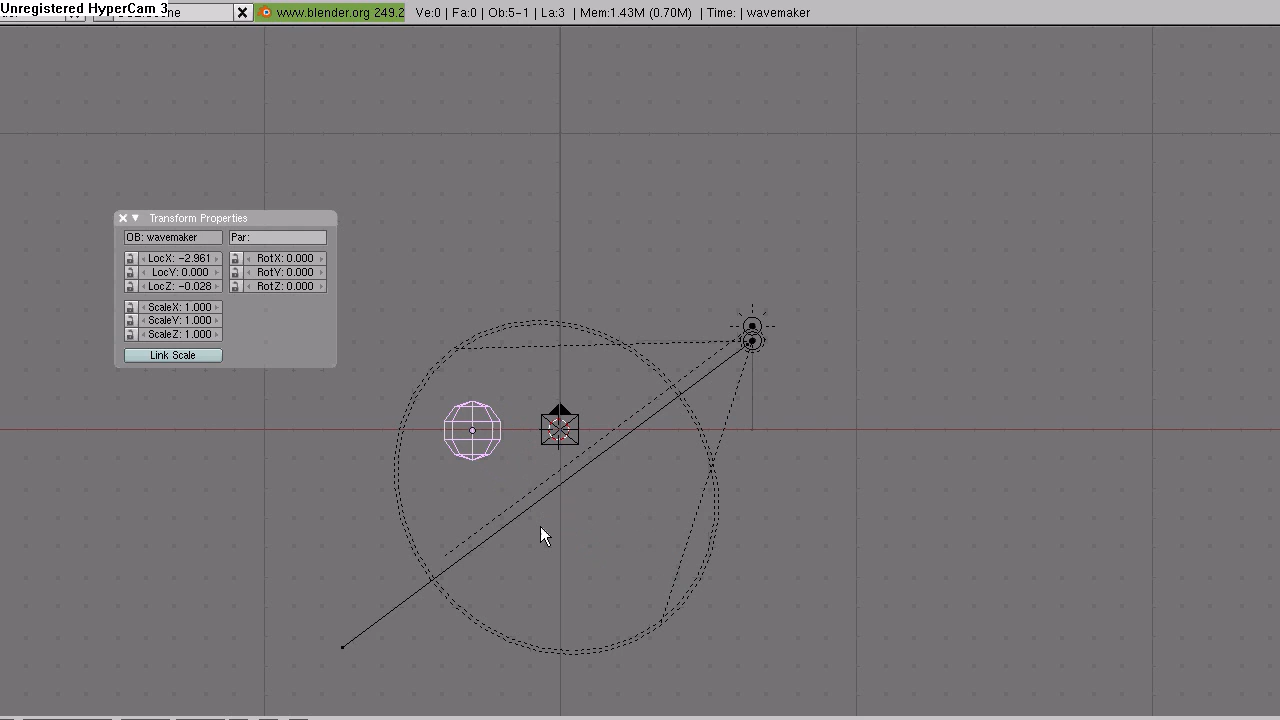 Unregistered HyperCam 3
www.blender.org 249.2 Ve:0 | Fa:0 | Ob:5-1 | La:3 | Mem:1.43M (0.70M) | Time: | wavemaker
Transform Properties
OB: wavemaker Par:
LocX: -2.961 RotX: 0.000
LocY: 0.000 RotY: 0.000
LocZ: -0.028 RotZ: 0.000
ScaleX: 1.000
ScaleY: 1.000
ScaleZ: 1.000
Link Scale